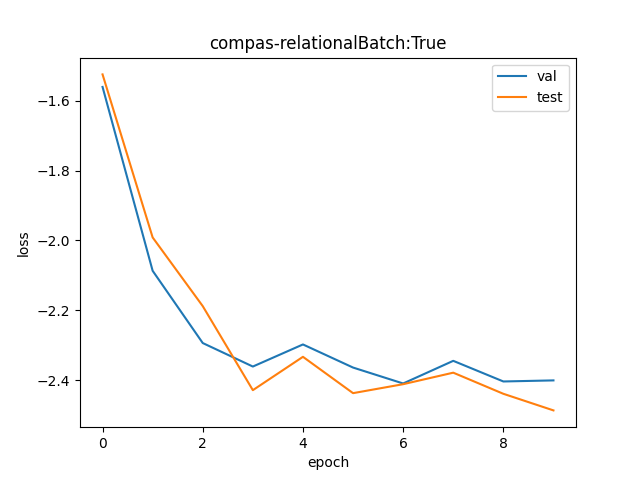 compas-relationalBatch:True
val
test
−1.6
−1.8
−2.0
−2.2
−2.4
loss
0
2
4
6
8
epoch